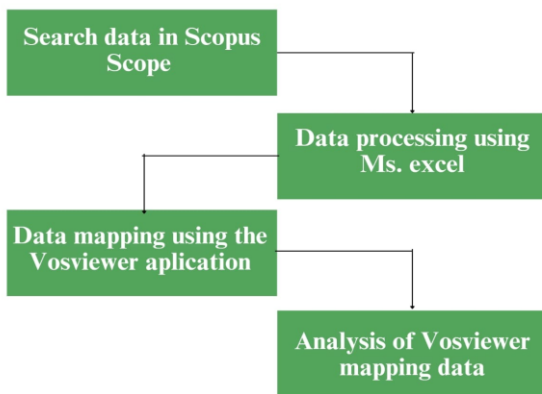 Search data in Scopus
Scope
Data processing using
Ms. excel
Data mapping using the
Vosviewer aplication
Analysis of Vosviewer
mapping data